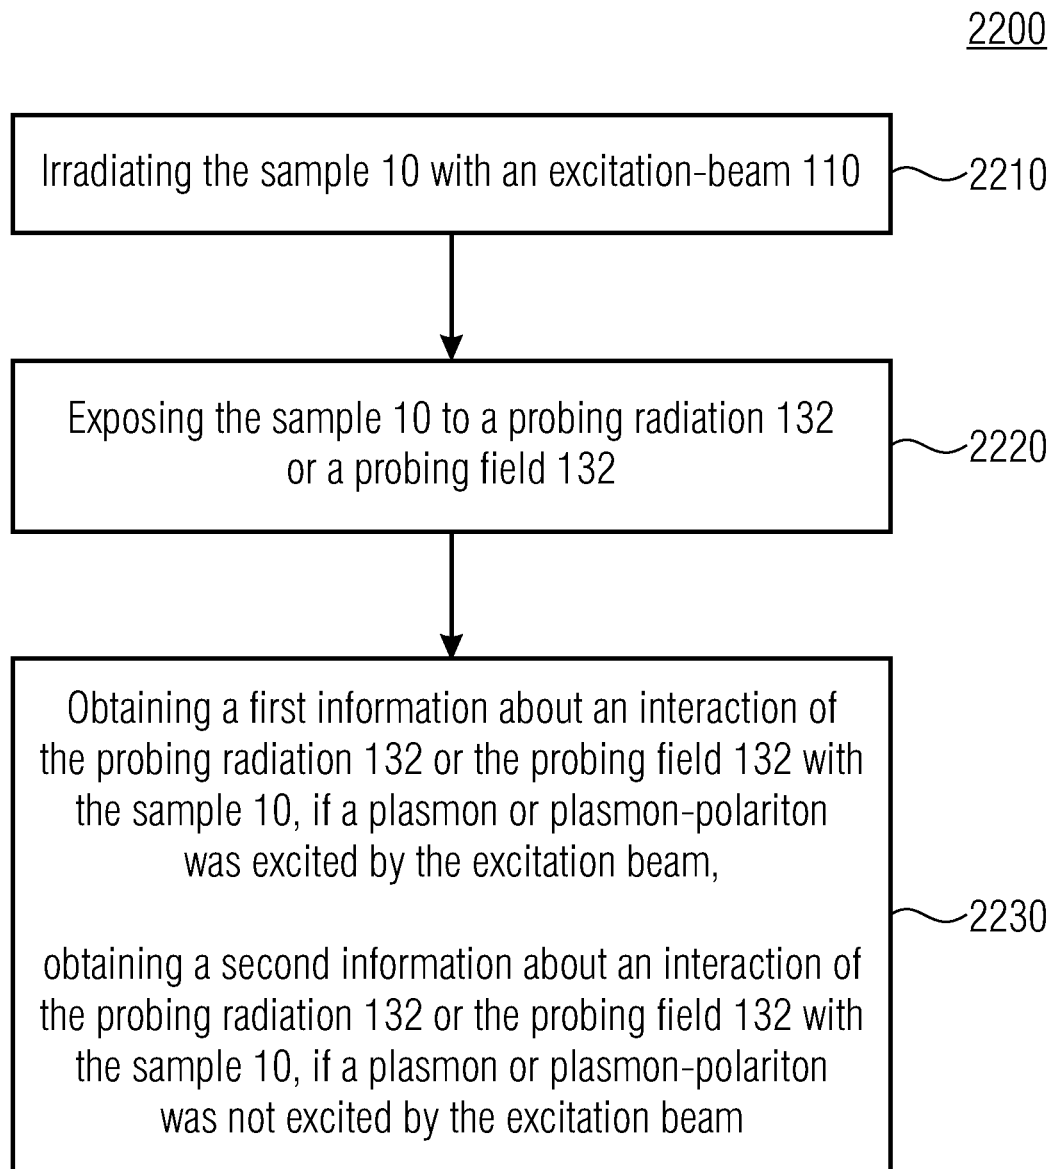 2200
Irradiating the sample 10 with an excitation-beam 110
2210
Exposing the sample 10 to a probing radiation 132
or a probing field 132
2220
Obtaining a first information about an interaction of
the probing radiation 132 or the probing field 132 with
the sample 10, if a plasmon or plasmon-polariton
was excited by the excitation beam,
obtaining a second information about an interaction of
the probing radiation 132 or the probing field 132 with
the sample 10, if a plasmon or plasmon-polariton
was not excited by the excitation beam
2230